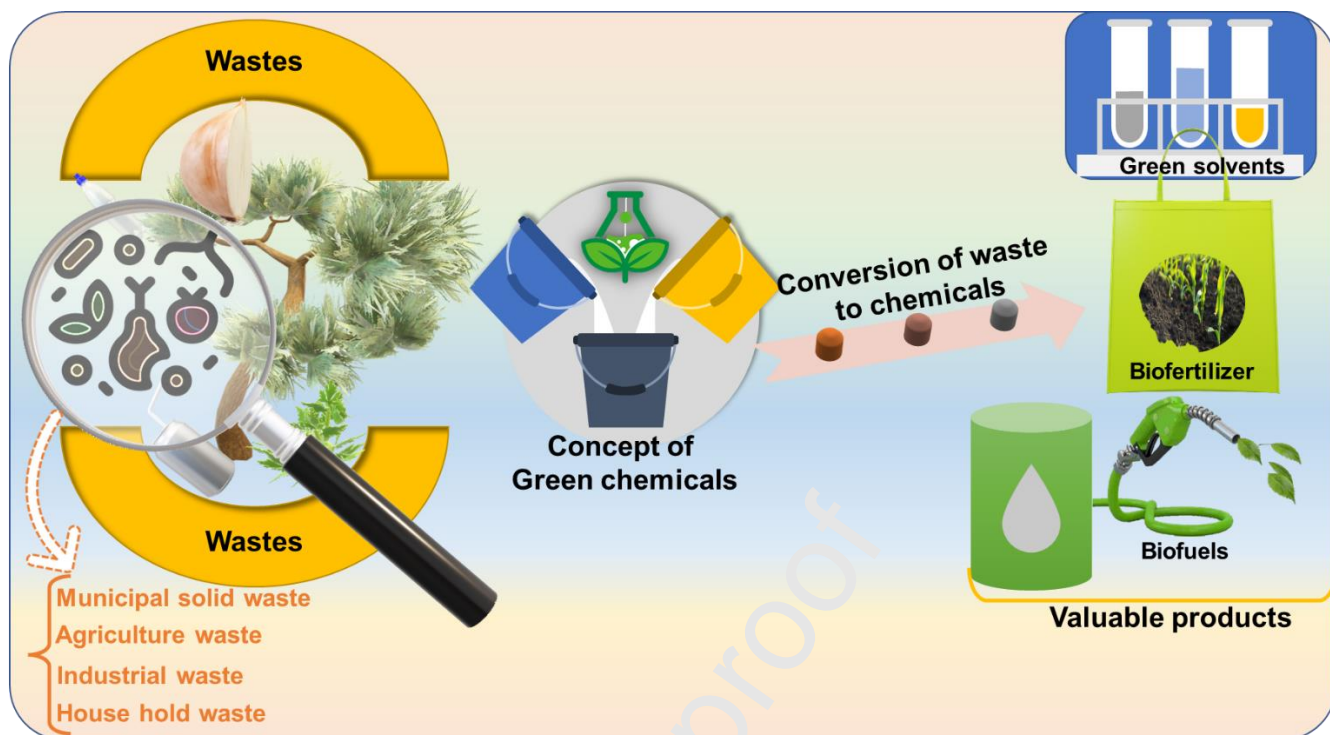 Wastes
Wastes
Municipal solid waste
Agriculture waste
Industrial waste
House hold waste
Concept of
Green chemicals
Conversion of waste
to chemicals
Green solvents
Biofertilizer
Biofuels
Valuable products
proof